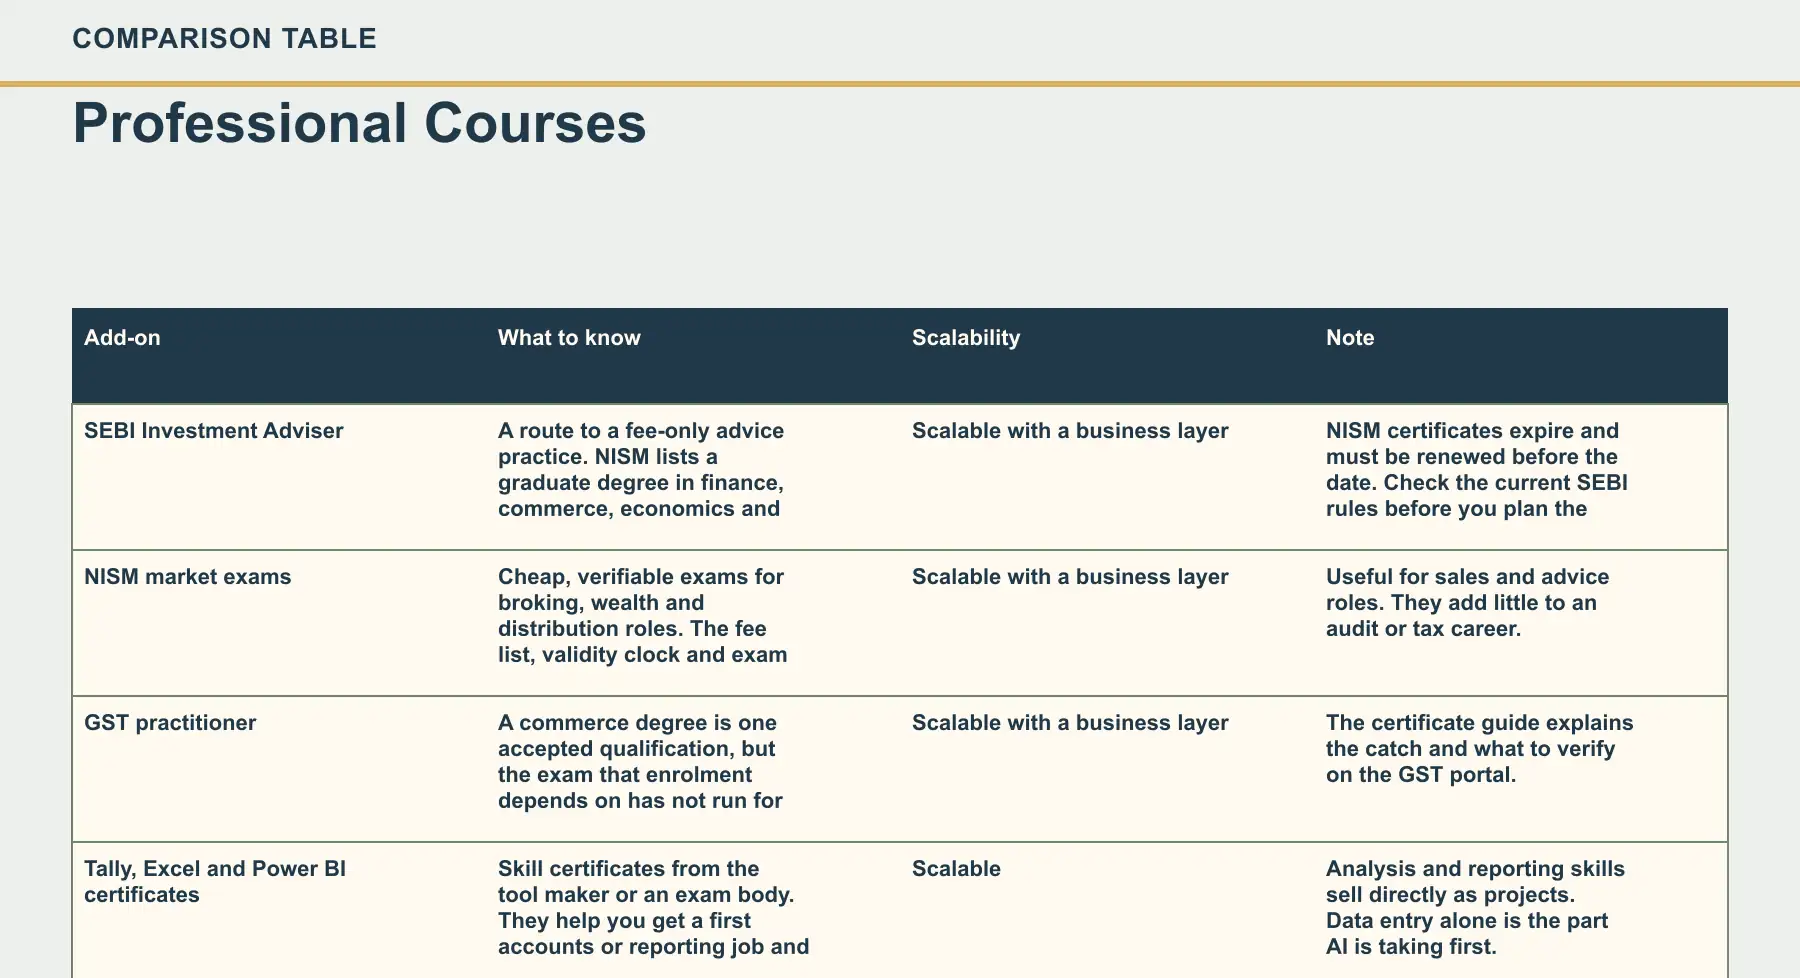 COMPARISON TABLE
Professional Courses
Add-on
What to know
Scalability
Note
SEBI Investment Adviser
A route to a fee-only advice
practice. NISM lists a
graduate degree in finance,
commerce, economics and
Scalable with a business layer
NISM certificates expire and
must be renewed before the
date. Check the current SEBI
rules before you plan the
NISM market exams
Cheap, verifiable exams for
broking, wealth and
distribution roles. The fee
list, validity clock and exam
Scalable with a business layer
Useful for sales and advice
roles. They add little to an
audit or tax career.
GST practitioner
A commerce degree is one
accepted qualification, but
the exam that enrolment
depends on has not run for
Scalable with a business layer
The certificate guide explains
the catch and what to verify
on the GST portal.
Tally, Excel and Power BI
certificates
Skill certificates from the
tool maker or an exam body.
They help you get a first
accounts or reporting job and
Scalable
Analysis and reporting skills
sell directly as projects.
Data entry alone is the part
AI is taking first.